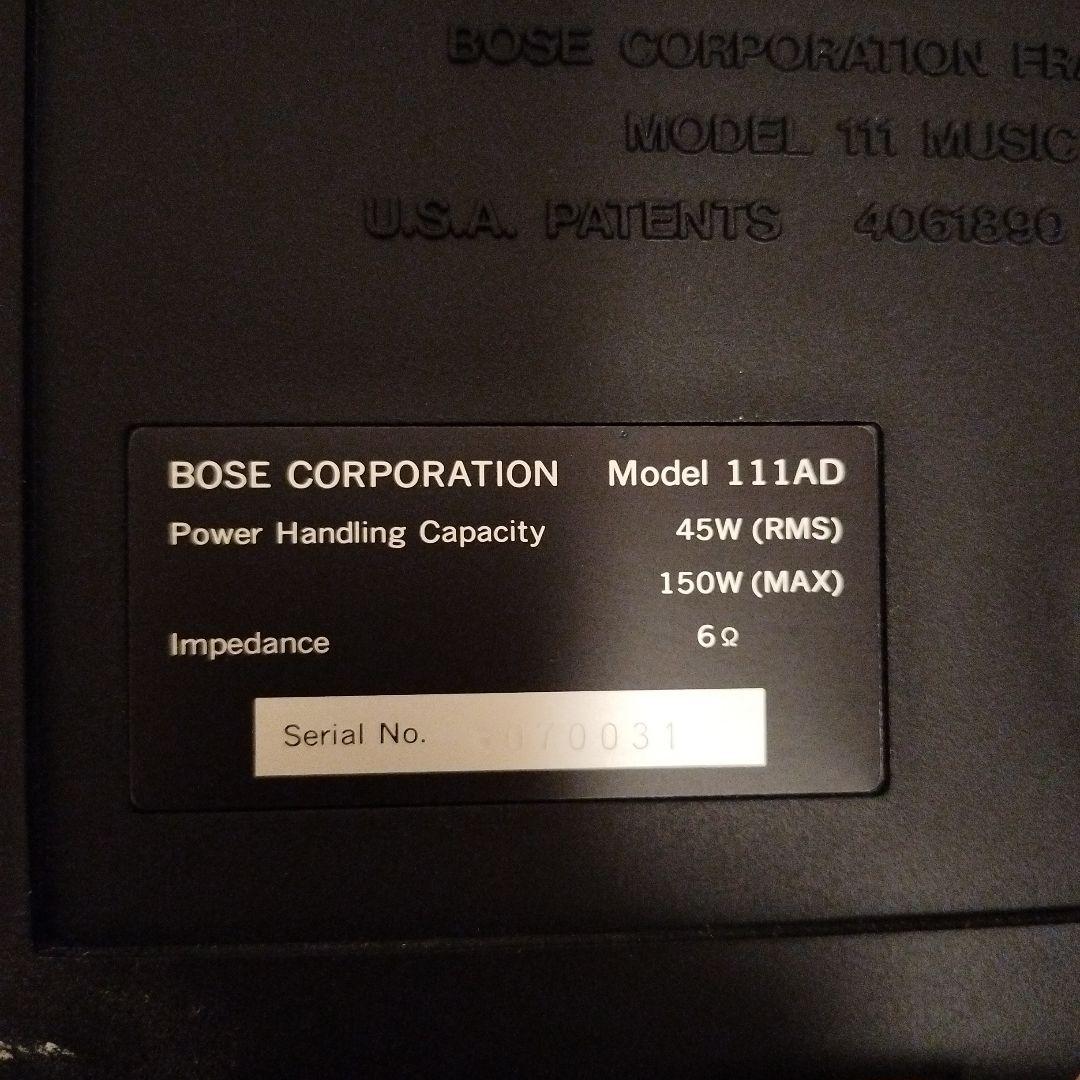 BOSE CORPORATION FRA
MODEL 111 MUSIC
U.S.A. PATENTS 4061890
BOSE CORPORATION Model 111AD
Power Handling Capacity 45W (RMS)
150W (MAX)
Impedance 6Ω
Serial No. 070031